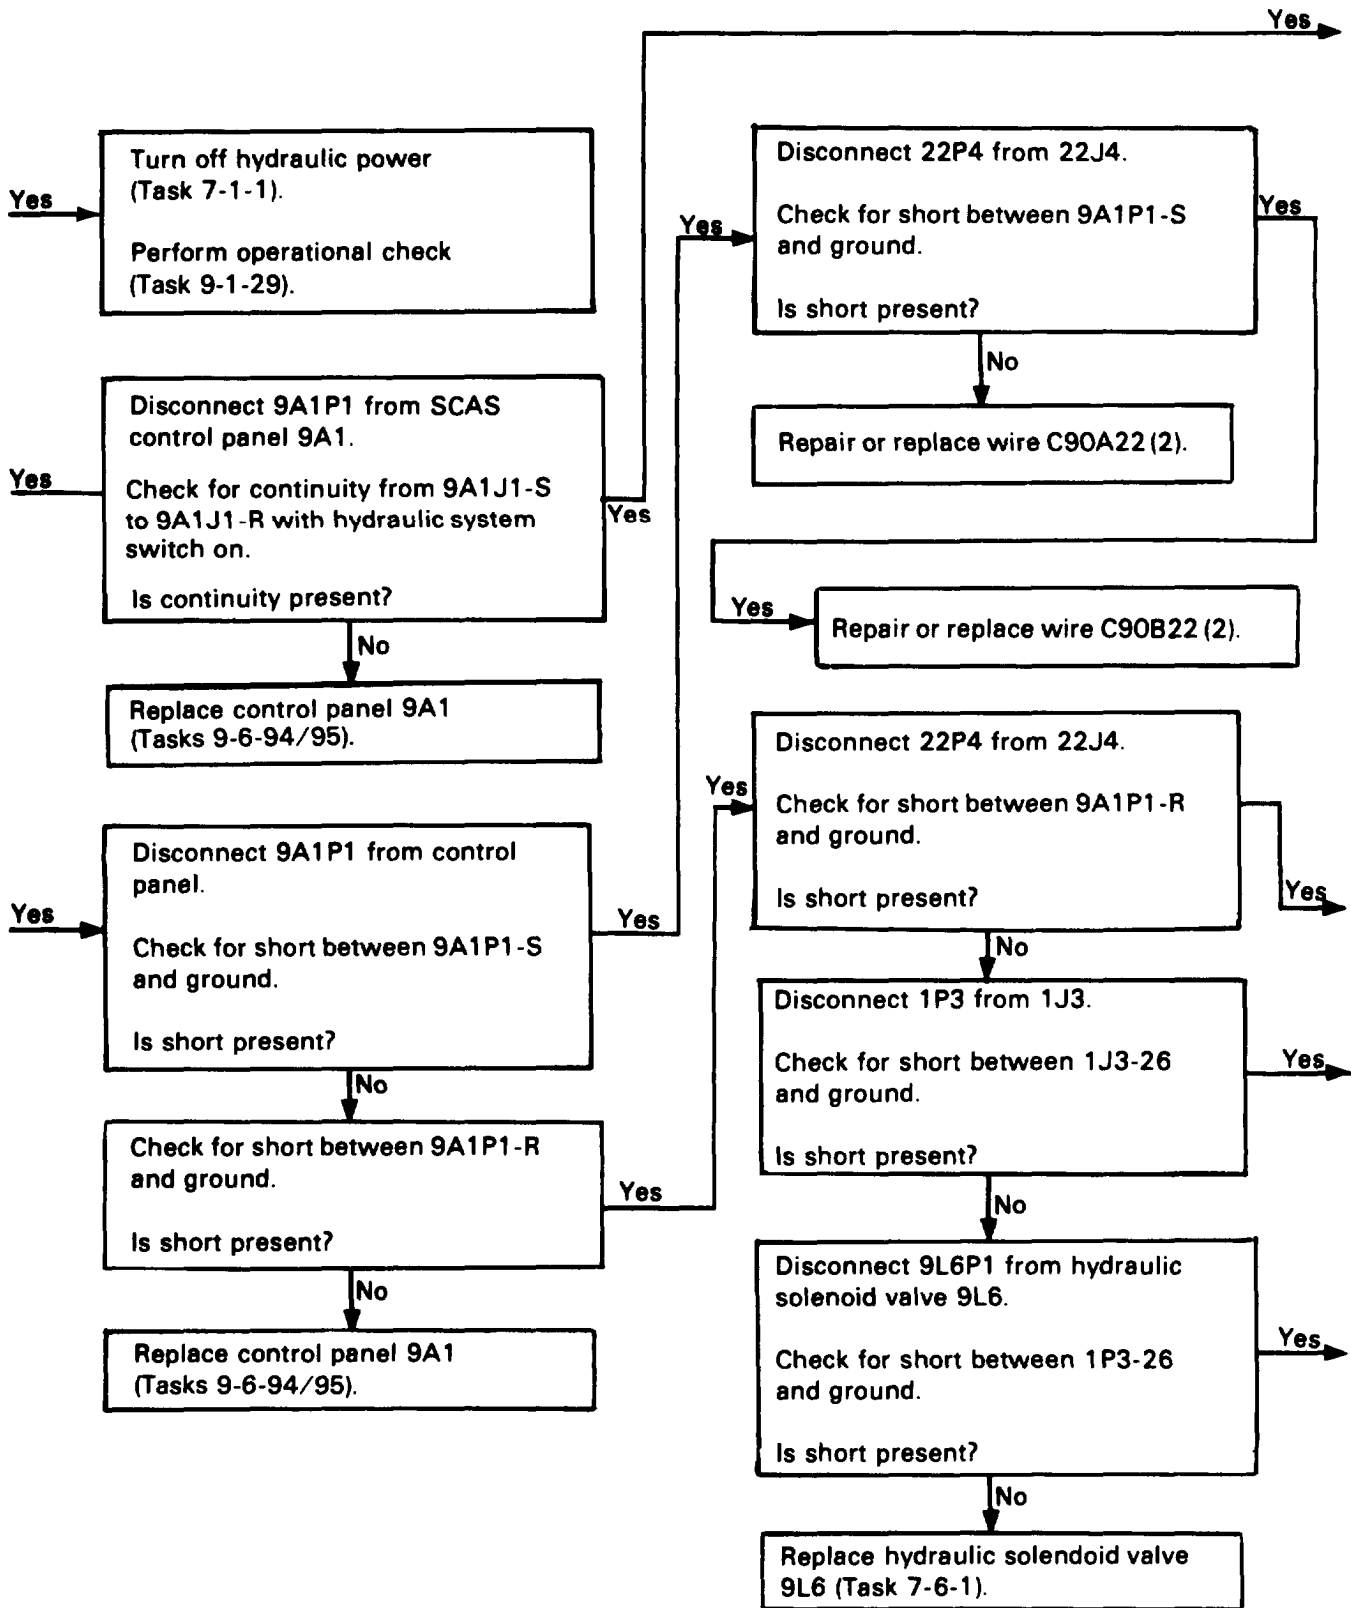 Yes
Yes
Turn off hydraulic power
(Task 7-1-1).
Perform operational check
(Task 9-1-29).
Yes
Disconnect 9A1P1 from SCAS
control panel 9A1.
Check for continuity from 9A1J1-S
to 9A1J1-R with hydraulic system
switch on.
Is continuity present?
Yes
No
Replace control panel 9A1
(Tasks 9-6-94/95).
Yes
Disconnect 9A1P1 from control
panel.
Check for short between 9A1P1-S
and ground.
Is short present?
Yes
No
Check for short between 9A1P1-R
and ground.
Is short present?
Yes
No
Replace control panel 9A1
(Tasks 9-6-94/95).
Yes
Disconnect 22P4 from 22J4.
Check for short between 9A1P1-S
and ground.
Is short present?
Yes
No
Repair or replace wire C90A22 (2).
Yes
Repair or replace wire C90B22 (2).
Yes
Disconnect 22P4 from 22J4.
Check for short between 9A1P1-R
and ground.
Is short present?
Yes
No
Disconnect 1P3 from 1J3.
Check for short between 1J3-26
and ground.
Is short present?
Yes
No
Disconnect 9L6P1 from hydraulic
solenoid valve 9L6.
Check for short between 1P3-26
and ground.
Is short present?
Yes
No
Replace hydraulic solendoid valve
9L6 (Task 7-6-1).